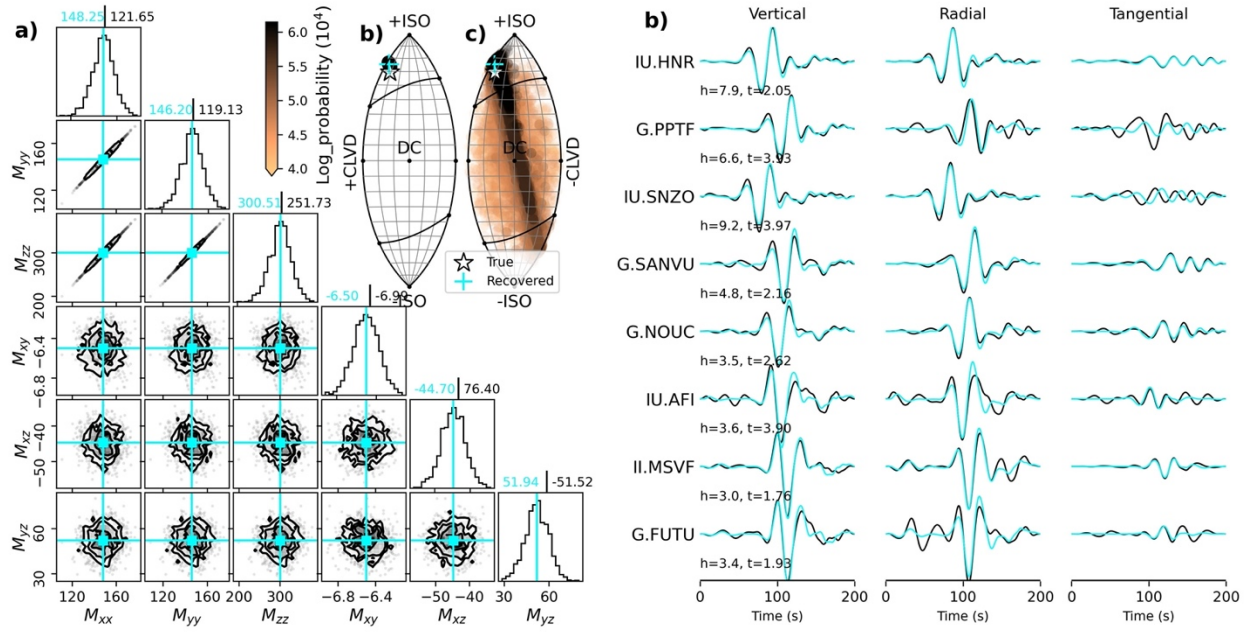 a)
148.25 121.65
146.20 119.13
300.51 251.73
-6.50 -6.99
-44.70 76.40
51.94 -51.52
M_yy
160
120
M_zz
300
200
M_xy
−6.4
−6.8
M_xz
−40
−50
M_yz
60
30
120 160
M_xx
120 160
M_yy
200 300
M_zz
−6.8 −6.4
M_xy
−50 −40
M_xz
30 60
M_yz
6.0
5.5
5.0
4.5
4.0
Log_probability (10^4)
b)
+ISO
+CLVD
DC
-ISO
c)
+ISO
DC
-CLVD
-ISO
True
Recovered
b)
Vertical Radial Tangential
IU.HNR
h=7.9, t=2.05
G.PPTF
h=6.6, t=3.93
IU.SNZO
h=9.2, t=3.97
G.SANVU
h=4.8, t=2.16
G.NOUC
h=3.5, t=2.62
IU.AFI
h=3.6, t=3.90
II.MSVF
h=3.0, t=1.76
G.FUTU
h=3.4, t=1.93
0 100 200 0 100 200 0 100 200
Time (s) Time (s) Time (s)